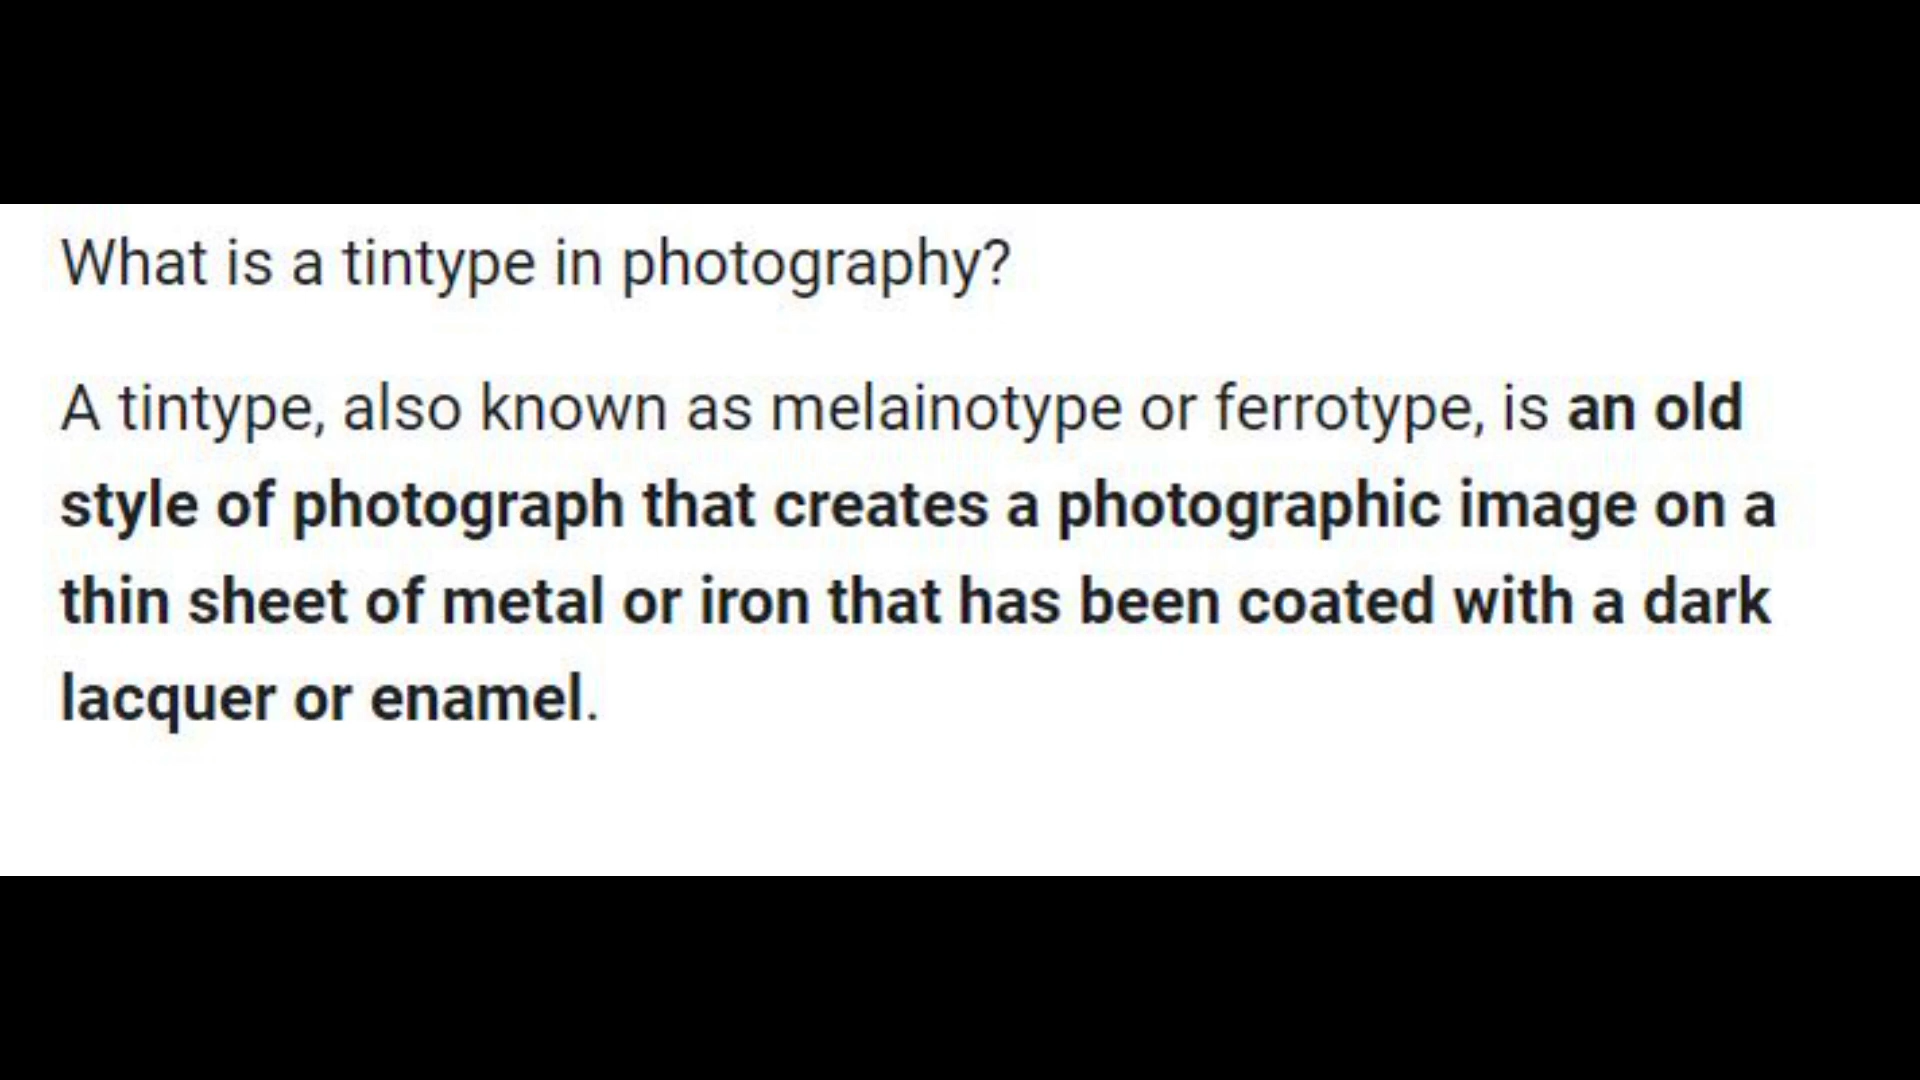 What is a tintype in photography?
A tintype, also known as melainotype or ferrotype, is an old
style of photograph that creates a photographic image on a
thin sheet of metal or iron that has been coated with a dark
lacquer or enamel.